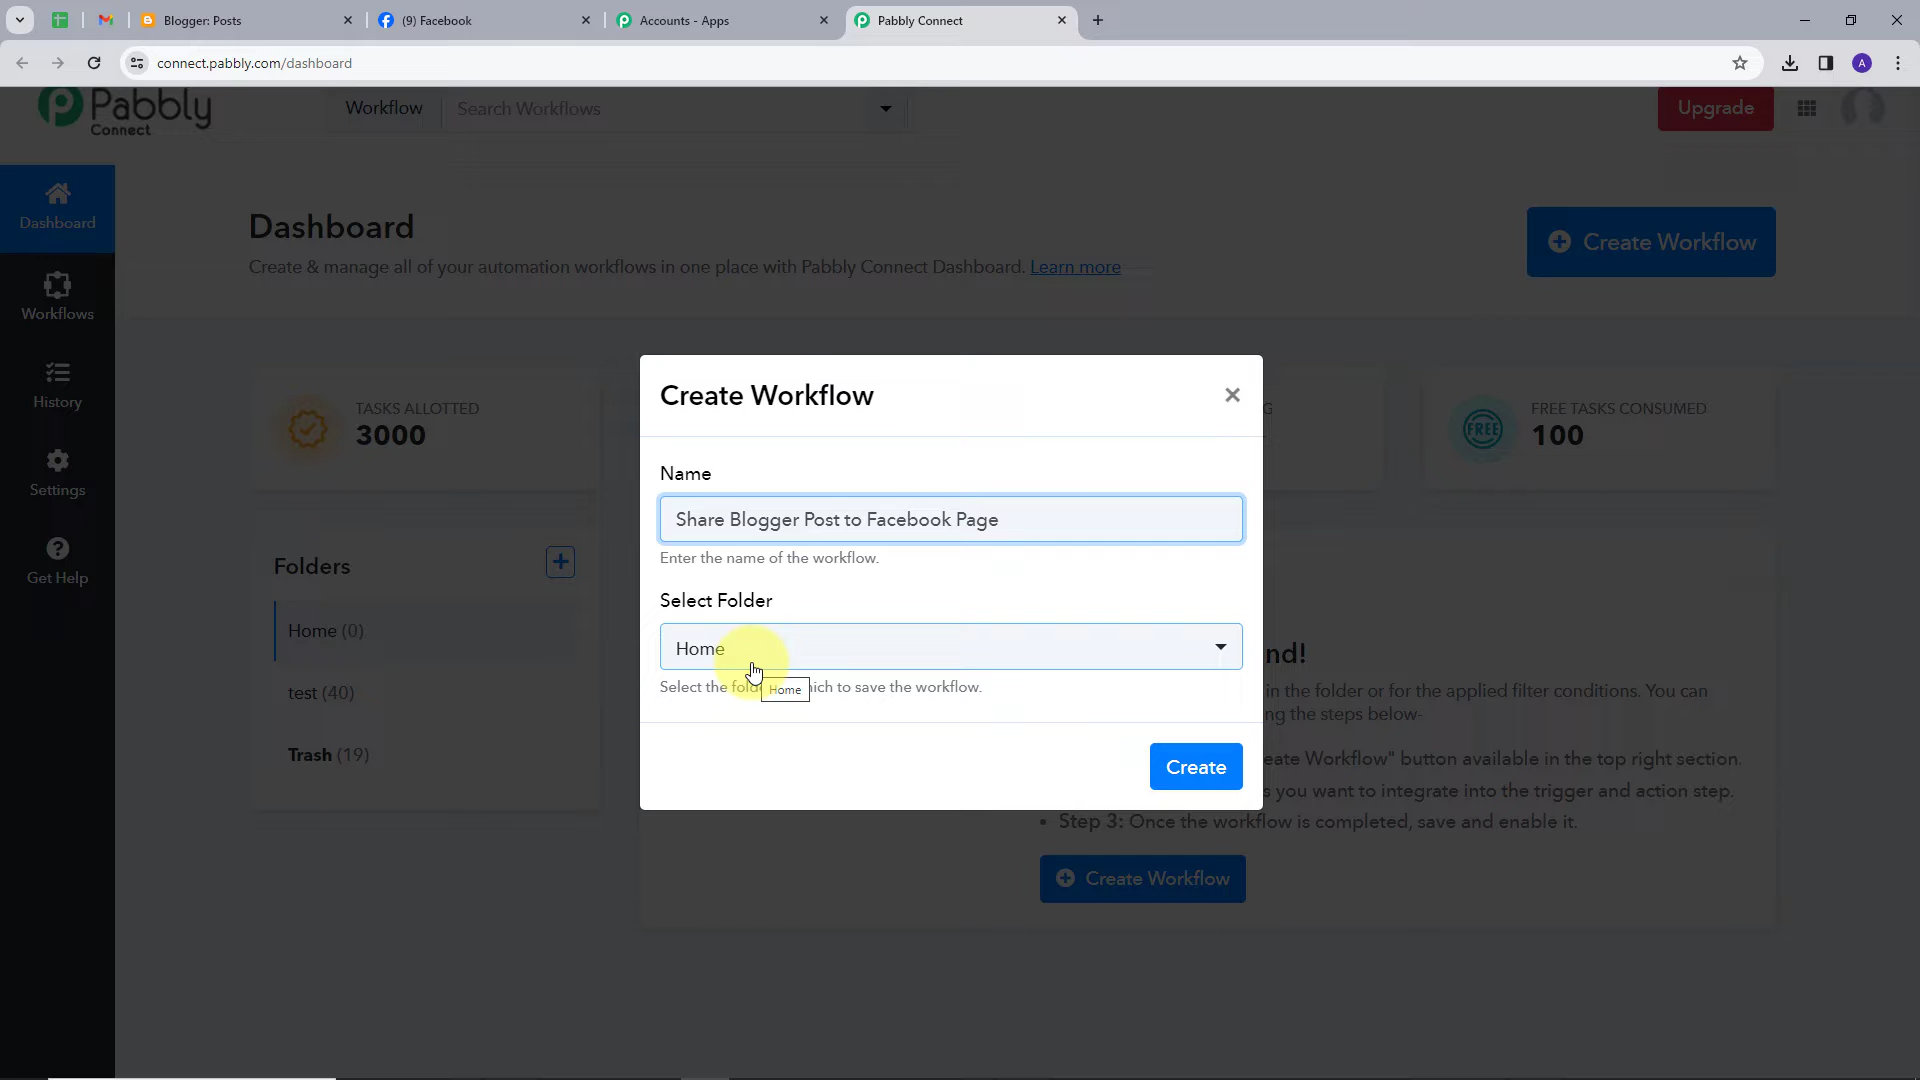 Blogger: Posts
(9) Facebook
Accounts - Apps
Pabbly Connect
connect.pabbly.com/dashboard
A
Pabbly
Connect
Workflow
Search Workflows
Upgrade
Dashboard
Workflows
History
Settings
Get Help
Dashboard
Create & manage all of your automation workflows in one place with Pabbly Connect Dashboard. Learn more
Create Workflow
TASKS ALLOTTED
3000
G
FREE
FREE TASKS CONSUMED
100
Folders
Home (0)
test (40)
Trash (19)
Create Workflow
Name
Share Blogger Post to Facebook Page
Enter the name of the workflow.
Select Folder
Home
Select the which to save the workflow.
Home
Create
nd!
in the folder or for the applied filter conditions. You can
ng the steps below-
eate Workflow" button available in the top right section.
s you want to integrate into the trigger and action step.
Step 3: Once the workflow is completed, save and enable it.
Create Workflow